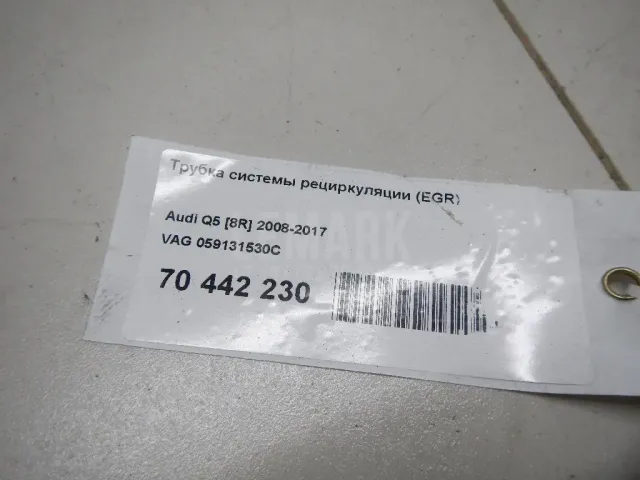 Трубка системы рециркуляции (EGR)
Audi Q5 [8R] 2008-2017
VAG 059131530C
70 442 230